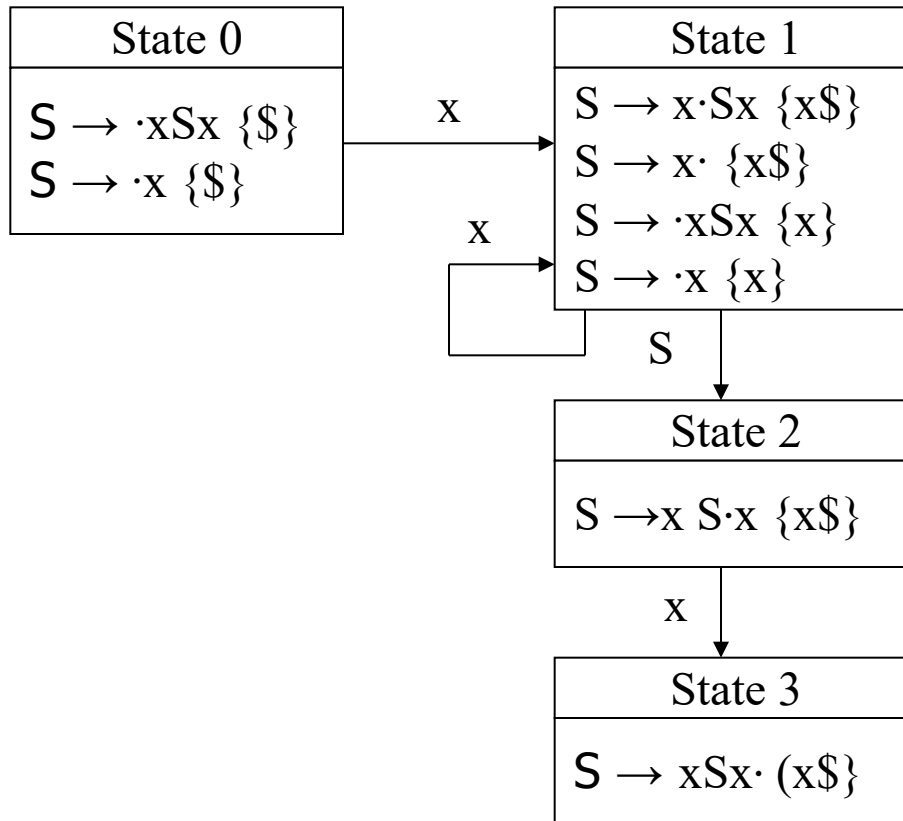 State 0
S → ·xSx {$}
S → ·x {$}
x
State 1
S → x·Sx {x$}
S → x· {x$}
S → ·xSx {x}
S → ·x {x}
x
S
State 2
S →x S·x {x$}
x
State 3
S → xSx· (x$}